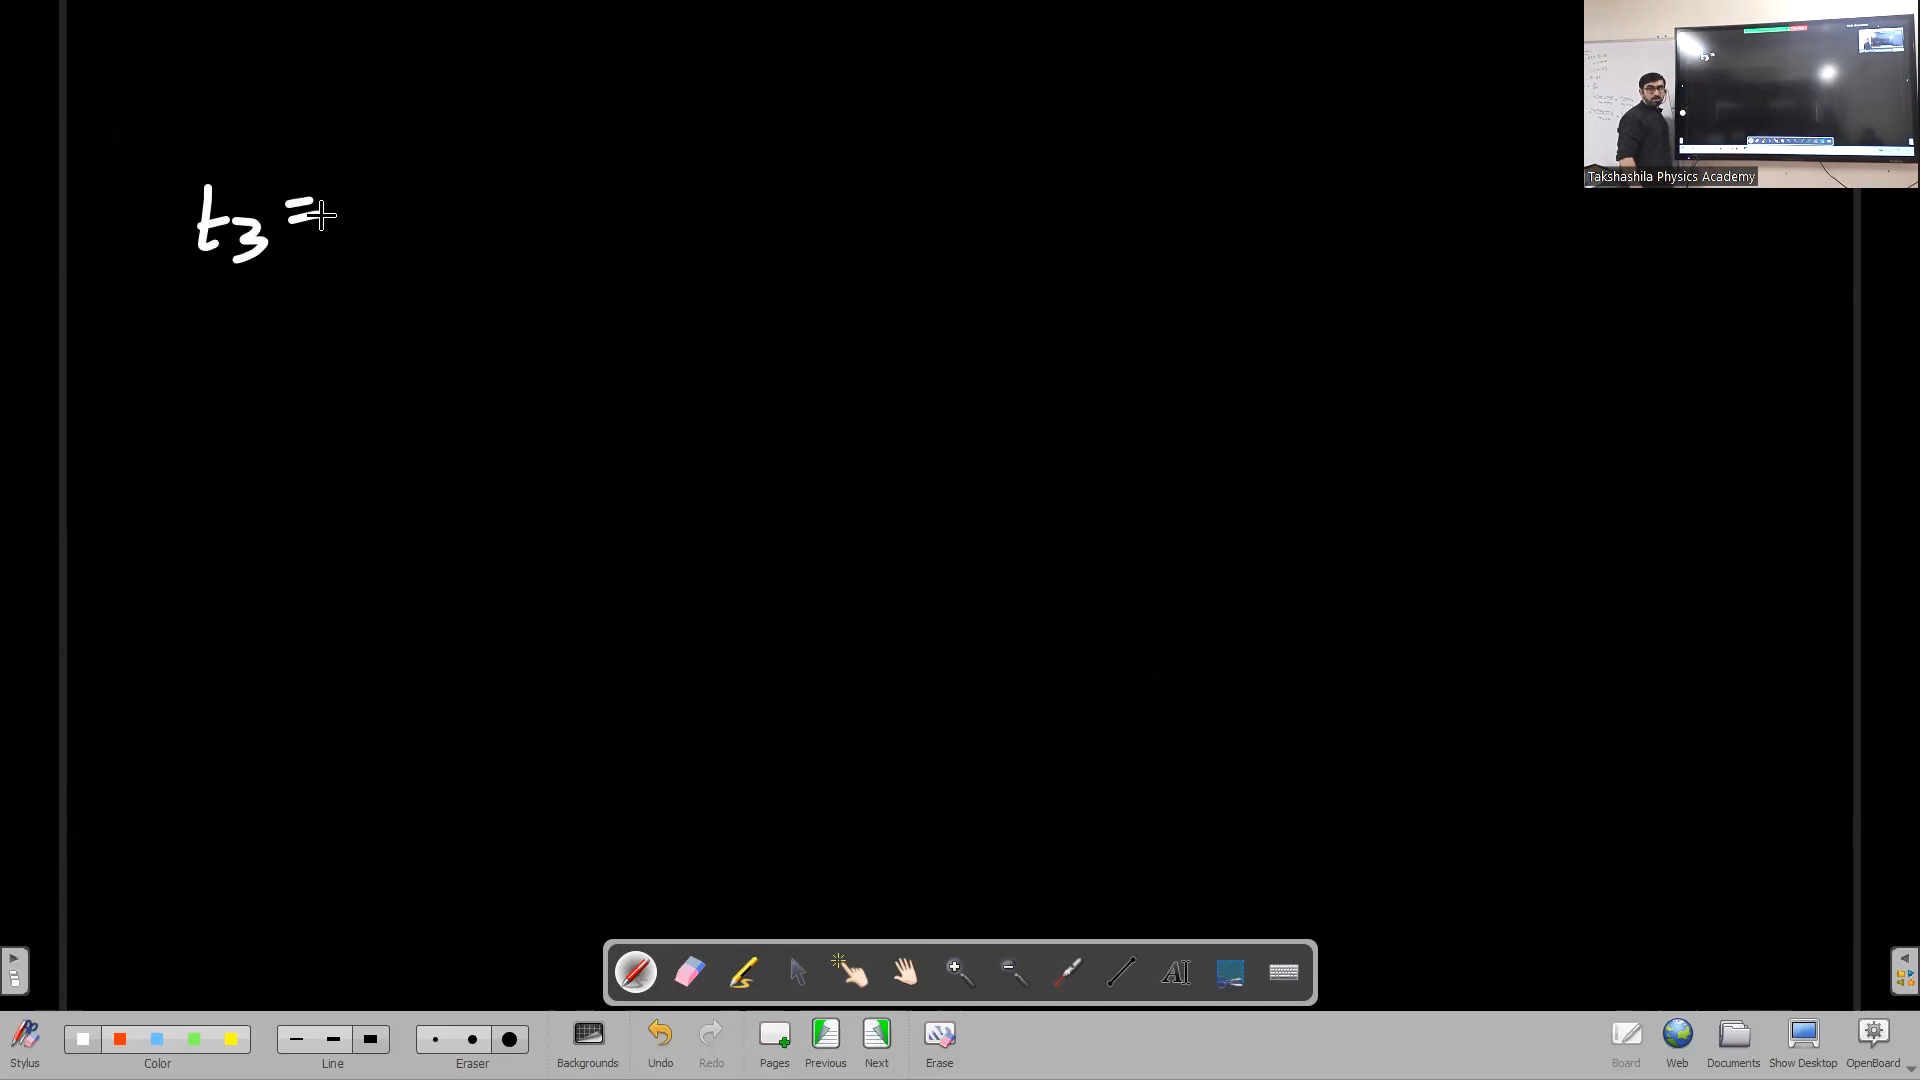 t₃ =
Takshashila Physics Academy
Stylus
Color
Line
Eraser
Backgrounds
Undo
Redo
Pages
Previous
Next
Erase
Board
Web
Documents
Show Desktop
OpenBoard